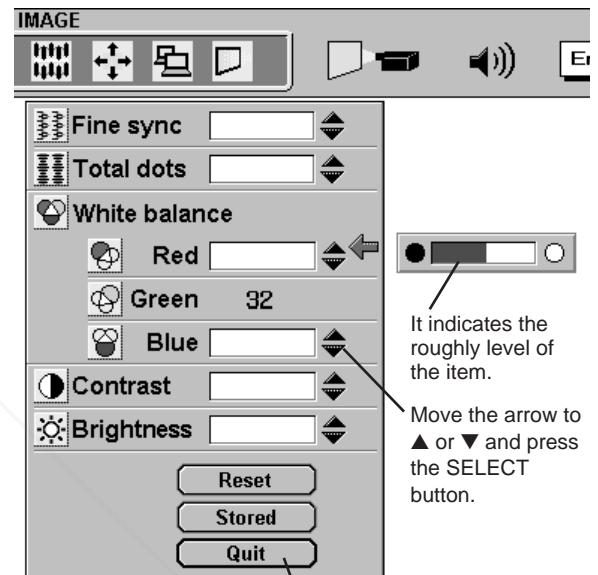 IMAGE
Fine sync
Total dots
White balance
Red
Green 32
Blue
Contrast
Brightness
Reset
Stored
Quit
It indicates the
roughly level of
the item.
Move the arrow to
▲ or ▼ and press
the SELECT
button.